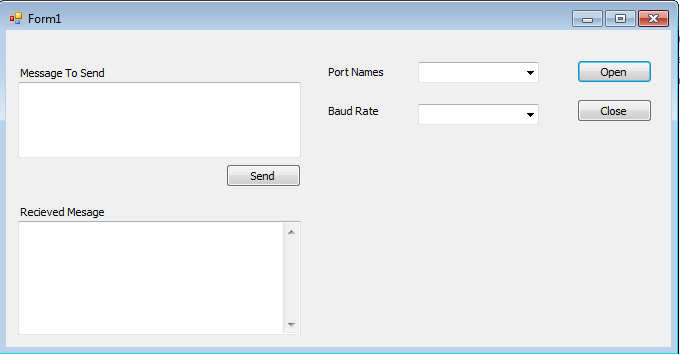 Form1
Message To Send
Port Names
Open
Baud Rate
Close
Send
Recieved Mesage